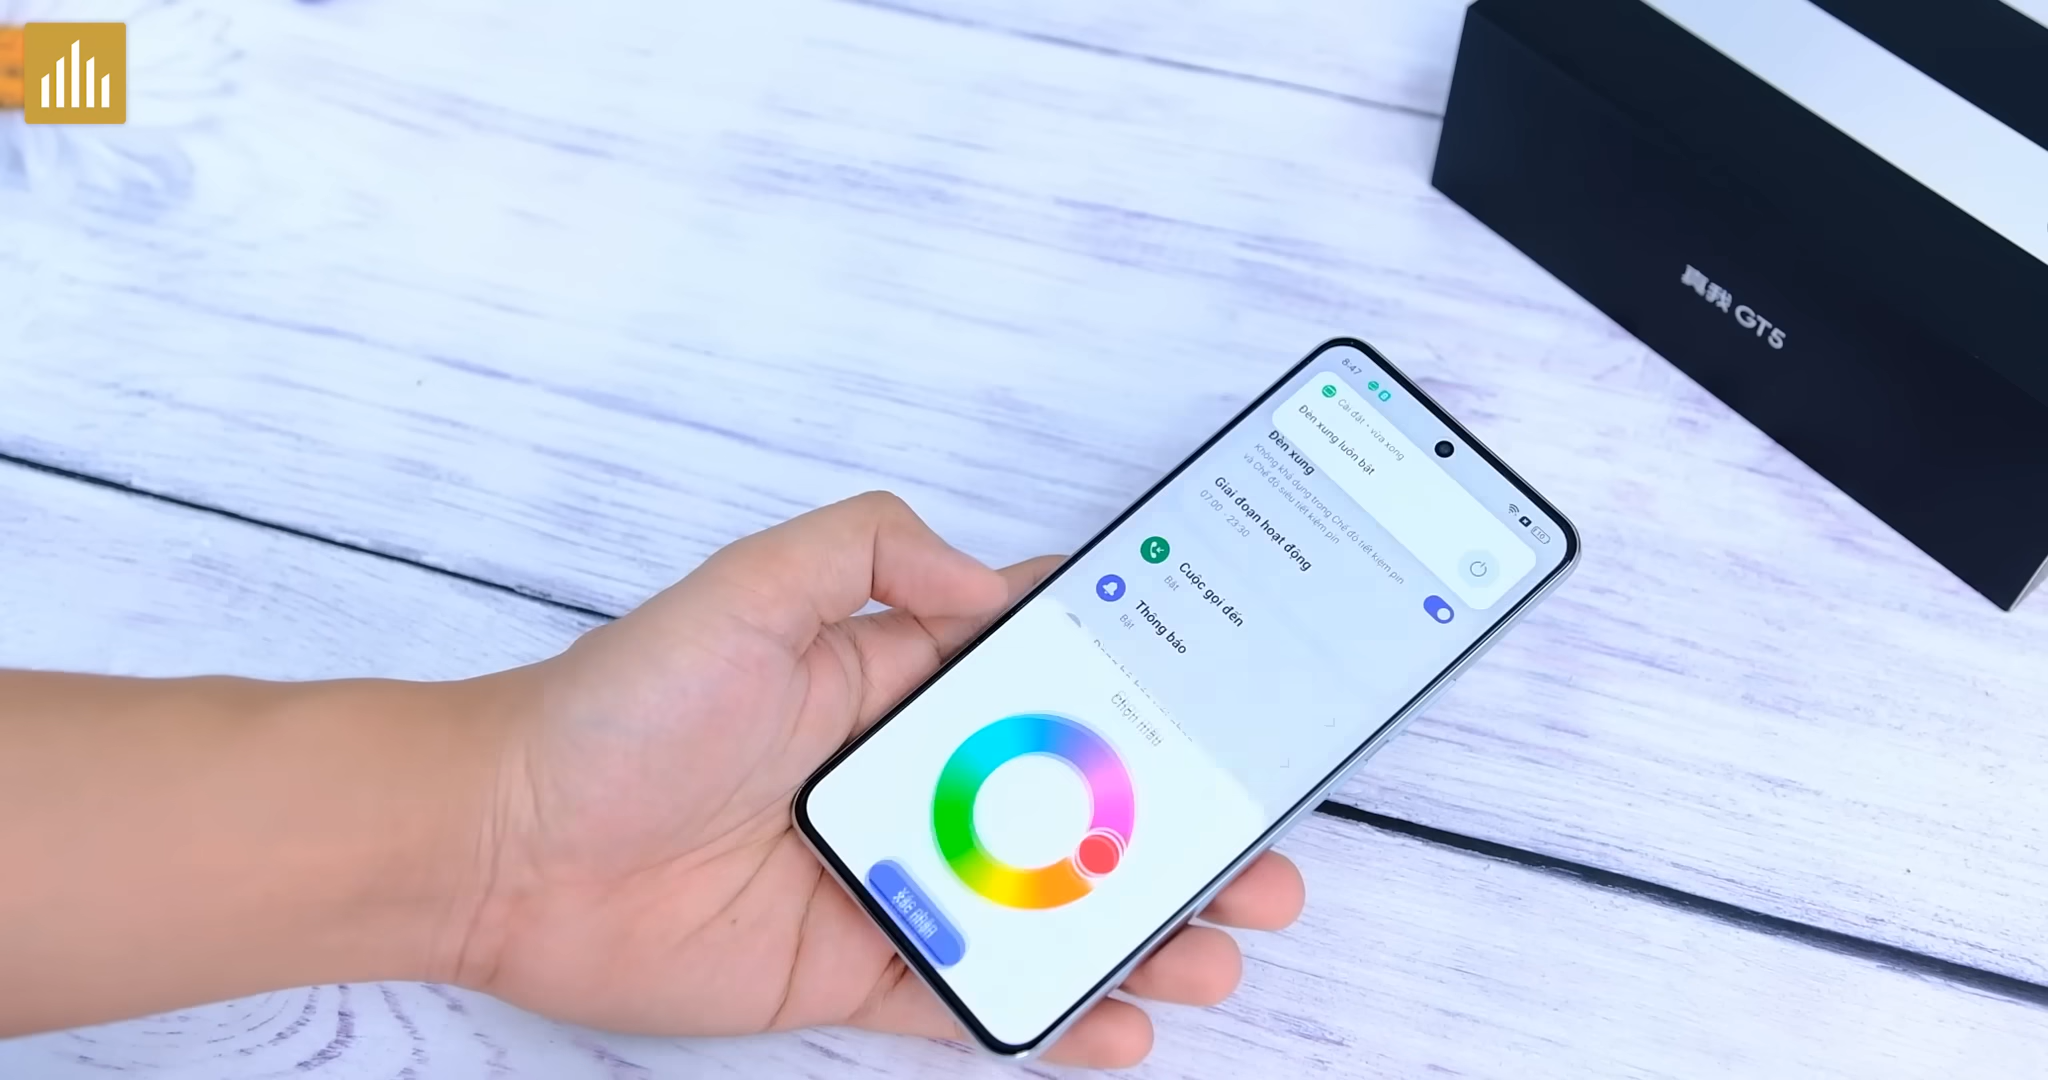 真我 GT5
8:47
Cài đặt • vừa xong
Đèn xung luôn bật
Đèn xung
Không khả dụng trong Chế độ tiết kiệm pin
và Chế độ siêu tiết kiệm pin
Giai đoạn hoạt động
07:00 - 23:30
Cuộc gọi đến
Bật
Thông báo
Bật
Chọn màu
Xác nhận